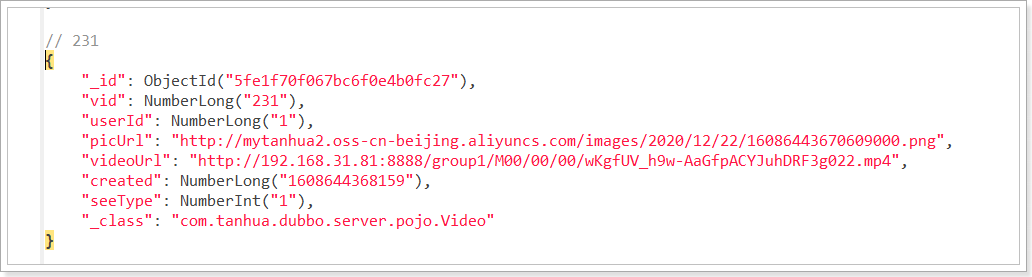 // 231
{
"_id": ObjectId("5fe1f70f067bc6f0e4b0fc27"),
"vid": NumberLong("231"),
"userId": NumberLong("1"),
"picUrl": "http://mytanhua2.oss-cn-beijing.aliyuncs.com/images/2020/12/22/16086443670609000.png",
"videoUrl": "http://192.168.31.81:8888/group1/M00/00/00/wKgfUV_h9w-AaGfpACYJuhDRF3g022.mp4",
"created": NumberLong("1608644368159"),
"seeType": NumberInt("1"),
"_class": "com.tanhua.dubbo.server.pojo.Video"
}